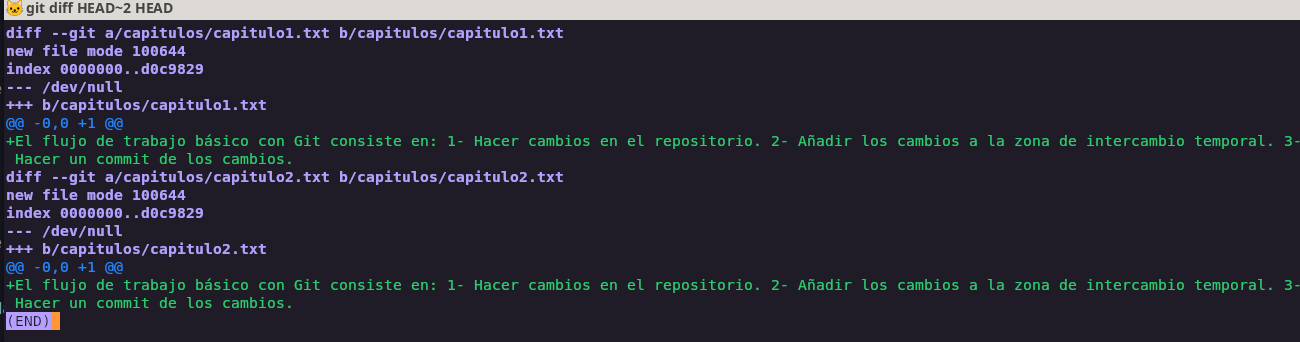 git diff HEAD~2 HEAD
diff --git a/capitulos/capitulo1.txt b/capitulos/capitulo1.txt
new file mode 100644
index 0000000..d0c9829
--- /dev/null
+++ b/capitulos/capitulo1.txt
@@ -0,0 +1 @@
+El flujo de trabajo básico con Git consiste en: 1- Hacer cambios en el repositorio. 2- Añadir los cambios a la zona de intercambio temporal. 3-
 Hacer un commit de los cambios.
diff --git a/capitulos/capitulo2.txt b/capitulos/capitulo2.txt
new file mode 100644
index 0000000..d0c9829
--- /dev/null
+++ b/capitulos/capitulo2.txt
@@ -0,0 +1 @@
+El flujo de trabajo básico con Git consiste en: 1- Hacer cambios en el repositorio. 2- Añadir los cambios a la zona de intercambio temporal. 3-
 Hacer un commit de los cambios.
(END)